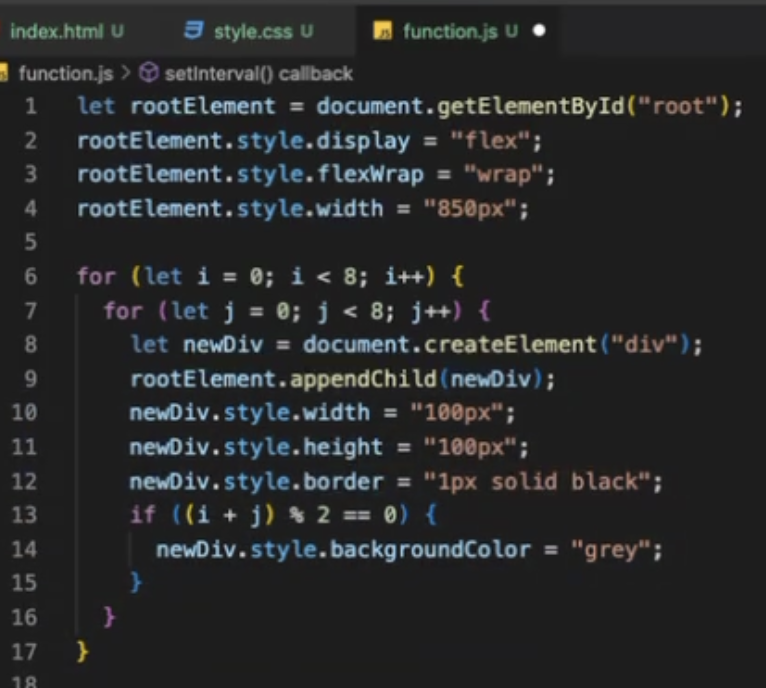 index.html U style.css U JS function.js U
function.js > setInterval() callback
1 let rootElement = document.getElementById("root");
2 rootElement.style.display = "flex";
3 rootElement.style.flexWrap = "wrap";
4 rootElement.style.width = "850px";
5
6 for (let i = 0; i < 8; i++) {
7 for (let j = 0; j < 8; j++) {
8 let newDiv = document.createElement("div");
9 rootElement.appendChild(newDiv);
10 newDiv.style.width = "100px";
11 newDiv.style.height = "100px";
12 newDiv.style.border = "1px solid black";
13 if ((i + j) % 2 == 0) {
14 newDiv.style.backgroundColor = "grey";
15 }
16 }
17 }
18